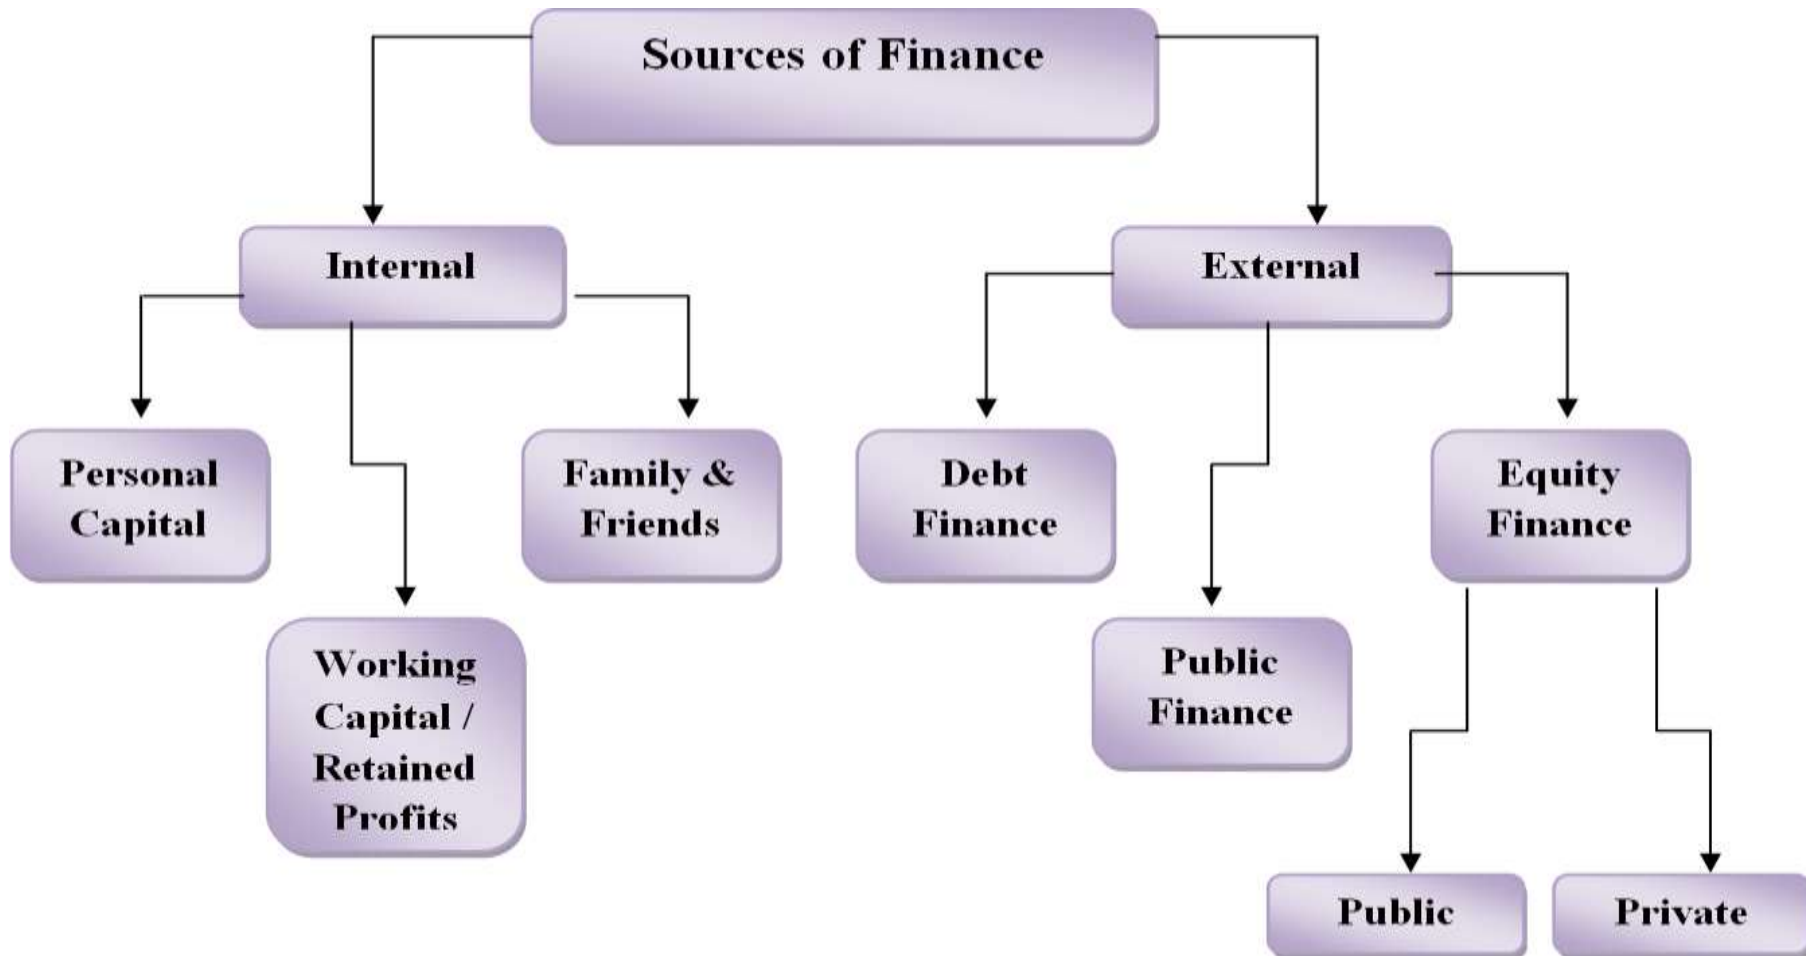 Sources of Finance
Internal
External
Personal
Capital
Family &
Friends
Debt
Finance
Equity
Finance
Working
Capital /
Retained
Profits
Public
Finance
Public
Private